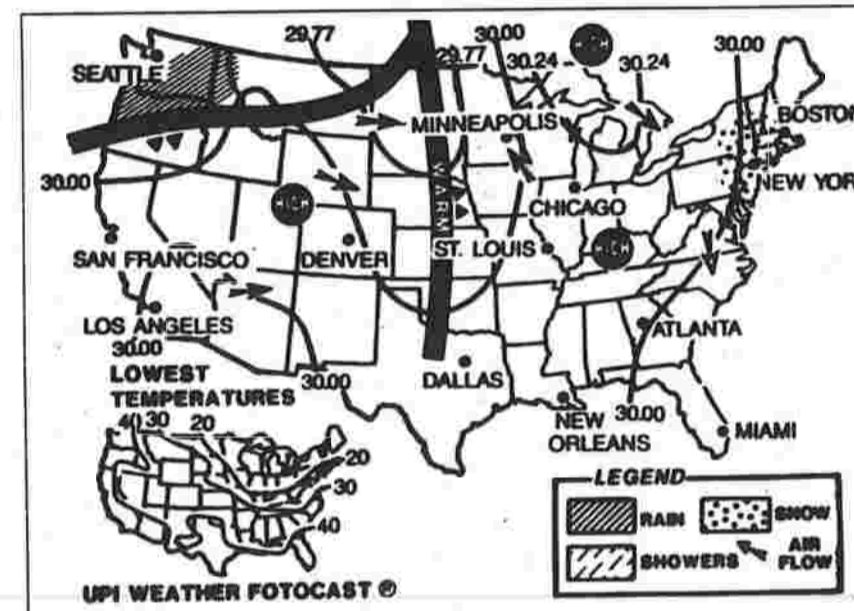 29.77
30.00
29.77
30.24
30.24
30.00
SEATTLE
MINNEAPOLIS
BOSTON
30.00
WARM
NEW YOR
CHICAGO
SAN FRANCISCO
DENVER
ST. LOUIS
LOS ANGELES
ATLANTA
30.00
30.00
DALLAS
30.00
LOWEST
TEMPERATURES
NEW
ORLEANS
MIAMI
40 30 20
20
30
40
LEGEND
RAIN
SNOW
SHOWERS
AIR
FLOW
UPI WEATHER FOTOCAST ®